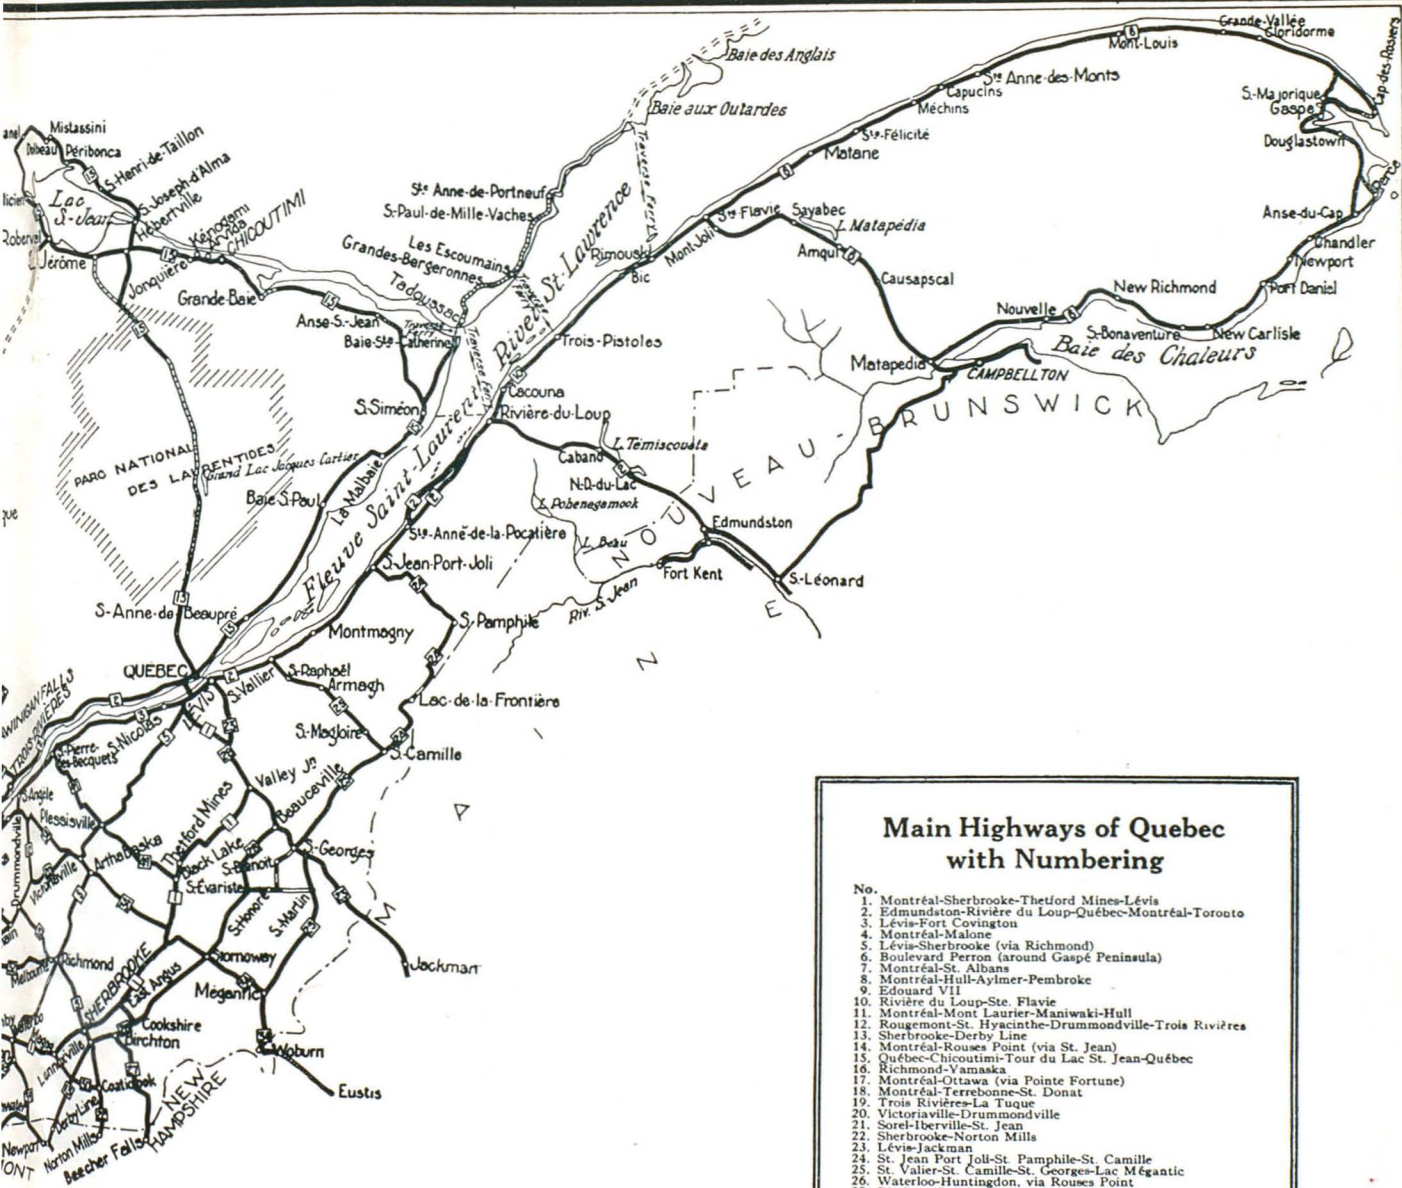 Baie des Anglais
Baie aux Outardes
Grande-Vallée
Cloridorme
Mont-Louis
Cap-des-Rosiers
Ste Anne-des-Monts
Capucins
Méchins
S.-Majorique
Gaspé
Douglastown
Percé
Ste-Félicité
Matane
Mistassini
Dolbeau
Péribonca
S.-Henri-de-Taillon
S.-Joseph-d'Alma
Hébertville
Lac
S.-Jean
Roberval
S. Jérôme
Kénogami
Arvida
CHICOUTIMI
Jonquière
Grande-Baie
Ste Anne-de-Portneuf
S.-Paul-de-Mille-Vaches
Les Escoumains
Grandes-Bergeronnes
Tadoussac
Anse-S.-Jean
Baie-Ste-Catherine
Traverse Ferry
Traverse Ferry
Traverse Ferry
River St-Lawrence
Rimouski
Bic
Mont-Joli
Ste-Flavie
Sayabec
L. Matapédia
Amqui
Causapscal
Anse-du-Cap
Chandler
Newport
Port Daniel
New Richmond
Nouvelle
S.-Bonaventure
New Carlisle
Baie des Chaleurs
Matapedia
CAMPBELLTON
Trois-Pistoles
Cacouna
Rivière-du-Loup
S.-Siméon
L. Témiscouata
Cabano
N.-D.-du-Lac
L. Pohenegamook
L. Beau
NOUVEAU-BRUNSWICK
PARC NATIONAL
DES LAURENTIDES
Grand Lac Jacques-Cartier
La Malbaie
Baie S. Paul
Fleuve Saint-Laurent
Ste-Anne-de-la-Pocatière
S.-Jean-Port-Joli
Edmundston
Fort Kent
S.-Léonard
Riv. S.-Jean
S.-Anne-de-Beaupré
Montmagny
S.-Pamphile
QUÉBEC
LÉVIS
S.-Vallier
S.-Raphaël
Armagh
Lac-de-la-Frontière
S.-Magloire
S.-Camille
MAINE
TROIS-RIVIÈRES
S.-Nicolas
S.-Pierre-
des-Becquets
S. Angèle
Valley Jn
Beauceville
Plessisville
Thetford Mines
Black Lake
Drummondville
Victoriaville
Arthabaska
S.-Benoit
S.-Georges
S.-Évariste
S.-Honoré
S.-Martin
Jackman
Richmond
Melbourne
SHERBROOKE
East Angus
Stornoway
Mégantic
Cookshire
Birchton
Woburn
Eustis
Coaticook
Derby Line
Newport
Norton Mills
Beecher Falls
NEW-
HAMPSHIRE
Main Highways of Quebec
with Numbering
No.
1. Montréal-Sherbrooke-Thetford Mines-Lévis
2. Edmundston-Rivière du Loup-Québec-Montréal-Toronto
3. Lévis-Fort Covington
4. Montréal-Malone
5. Lévis-Sherbrooke (via Richmond)
6. Boulevard Perron (around Gaspé Peninsula)
7. Montréal-St. Albans
8. Montréal-Hull-Aylmer-Pembroke
9. Edouard VII
10. Rivière du Loup-Ste. Flavie
11. Montréal-Mont Laurier-Maniwaki-Hull
12. Rougemont-St. Hyacinthe-Drummondville-Trois Rivières
13. Sherbrooke-Derby Line
14. Montréal-Rouses Point (via St. Jean)
15. Québec-Chicoutimi-Tour du Lac St. Jean-Québec
16. Richmond-Yamaska
17. Montréal-Ottawa (via Pointe Fortune)
18. Montréal-Terrebonne-St. Donat
19. Trois Rivières-La Tuque
20. Victoriaville-Drummondville
21. Sorel-Iberville-St. Jean
22. Sherbrooke-Norton Mills
23. Lévis-Jackman
24. St. Jean Port Joli-St. Pamphile-St. Camille
25. St. Valier-St. Camille-St. Georges-Lac Mégantic
26. Waterloo-Huntingdon, via Rouses Point